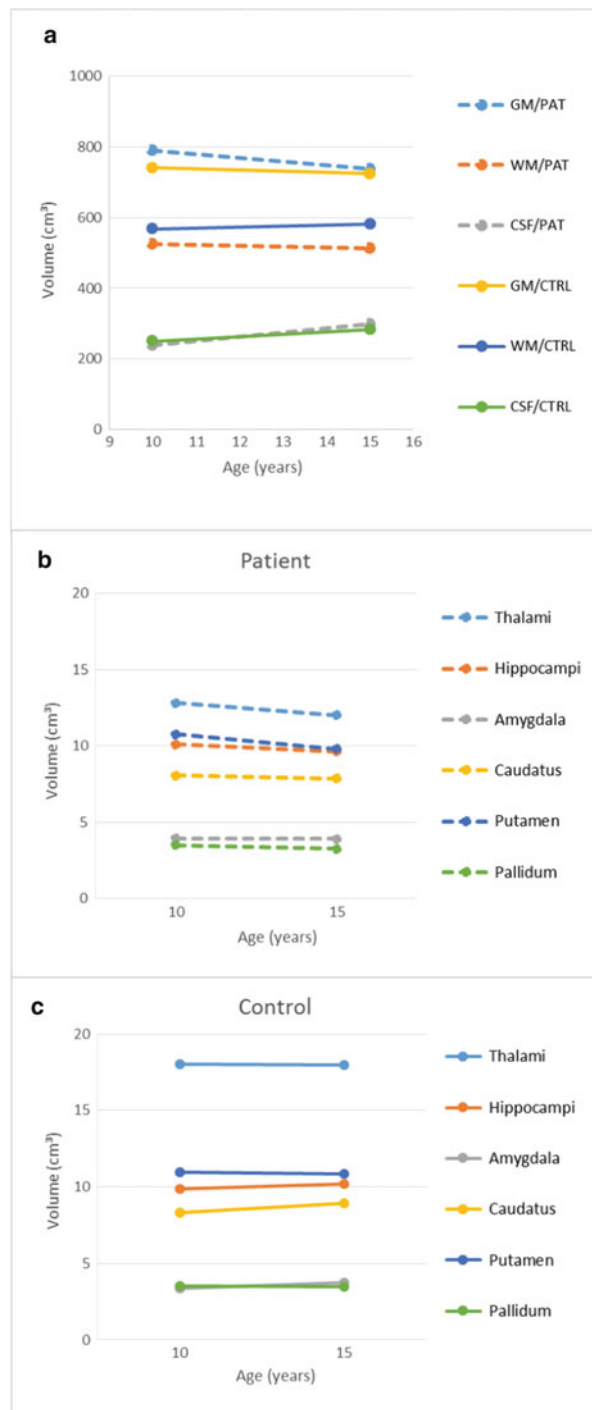 a
1000
800
600
400
200
0
Volume (cm³)
9 10 11 12 13 14 15 16
Age (years)
GM/PAT
WM/PAT
CSF/PAT
GM/CTRL
WM/CTRL
CSF/CTRL
b
Patient
20
15
10
5
0
Volume (cm³)
10 15
Age (years)
Thalami
Hippocampi
Amygdala
Caudatus
Putamen
Pallidum
c
Control
20
15
10
5
0
Volume (cm³)
10 15
Age (years)
Thalami
Hippocampi
Amygdala
Caudatus
Putamen
Pallidum